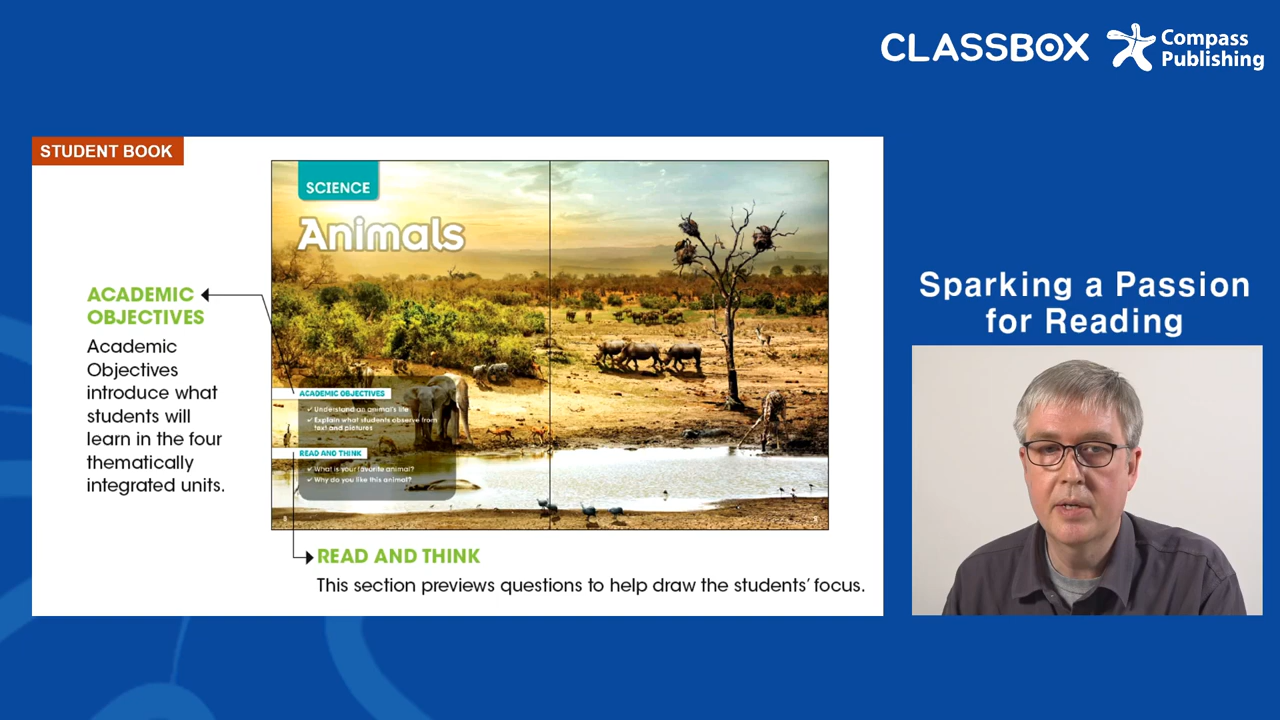 CLASSBOX
Compass
Publishing
STUDENT BOOK
SCIENCE
Animals
ACADEMIC
OBJECTIVES
Academic
Objectives
introduce what
students will
learn in the four
thematically
integrated units.
ACADEMIC OBJECTIVES
✓ Understand an animal's life
✓ Explain what students observe from
text and pictures
READ AND THINK
✓ What is your favorite animal?
✓ Why do you like this animal?
READ AND THINK
This section previews questions to help draw the students' focus.
Sparking a Passion
for Reading